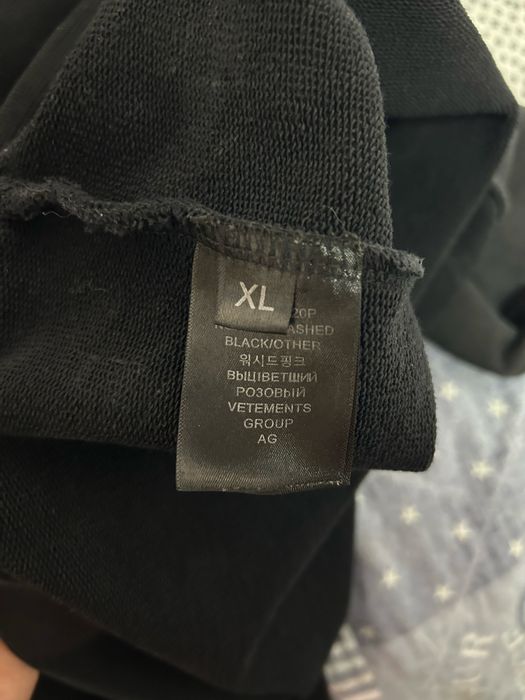 XL
20P
ASHED
BLACK/OTHER
워시드핑크
ВЫЦВЕТШИЙ
РОЗОВЫЙ
VETEMENTS
GROUP
AG